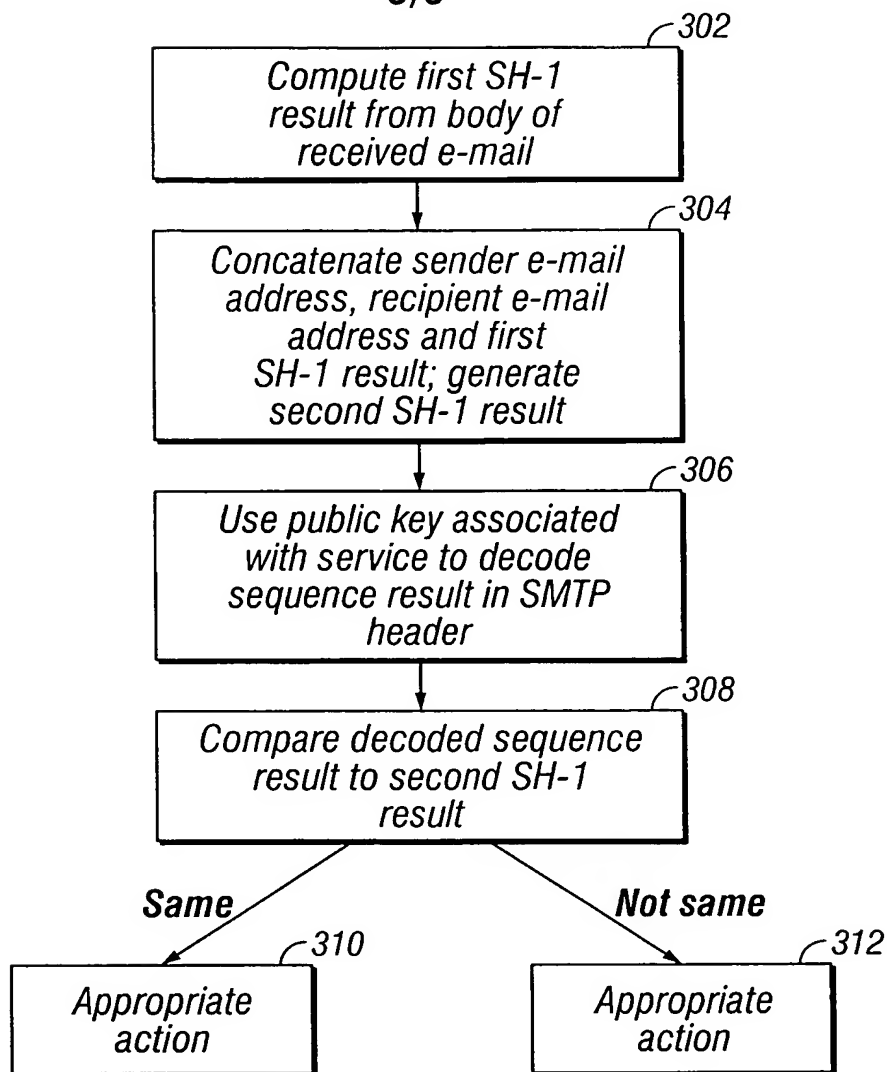 302
Compute first SH-1
result from body of
received e-mail
304
Concatenate sender e-mail
address, recipient e-mail
address and first
SH-1 result; generate
second SH-1 result
306
Use public key associated
with service to decode
sequence result in SMTP
header
308
Compare decoded sequence
result to second SH-1
result
Same
Not same
310
312
Appropriate
action
Appropriate
action